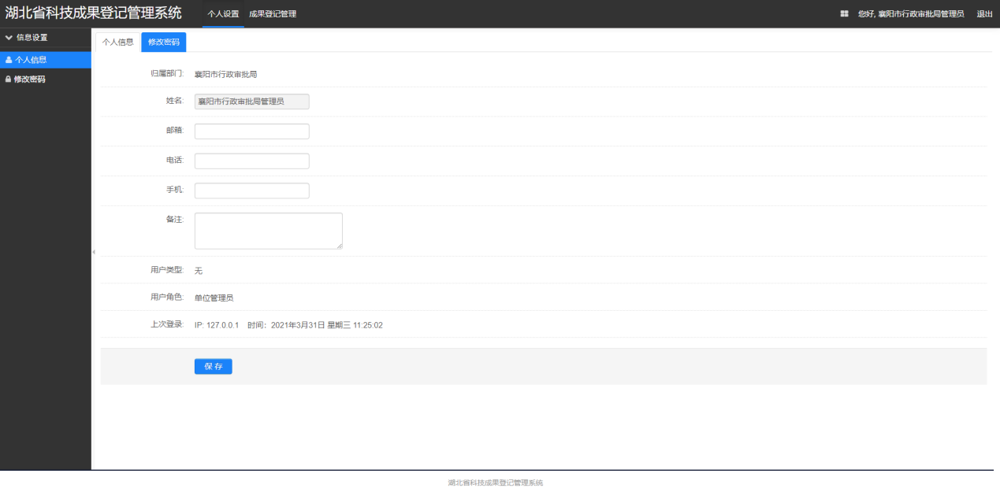 湖北省科技成果登记管理系统 个人设置 成果登记管理 您好, 襄阳市行政审批局管理员 退出
信息设置
个人信息
修改密码
个人信息 修改密码
归属部门: 襄阳市行政审批局
姓名: 襄阳市行政审批局管理员
邮箱:
电话:
手机:
备注:
用户类型: 无
用户角色: 单位管理员
上次登录: IP: 127.0.0.1 时间：2021年3月31日 星期三 11:25:02
保 存
湖北省科技成果登记管理系统